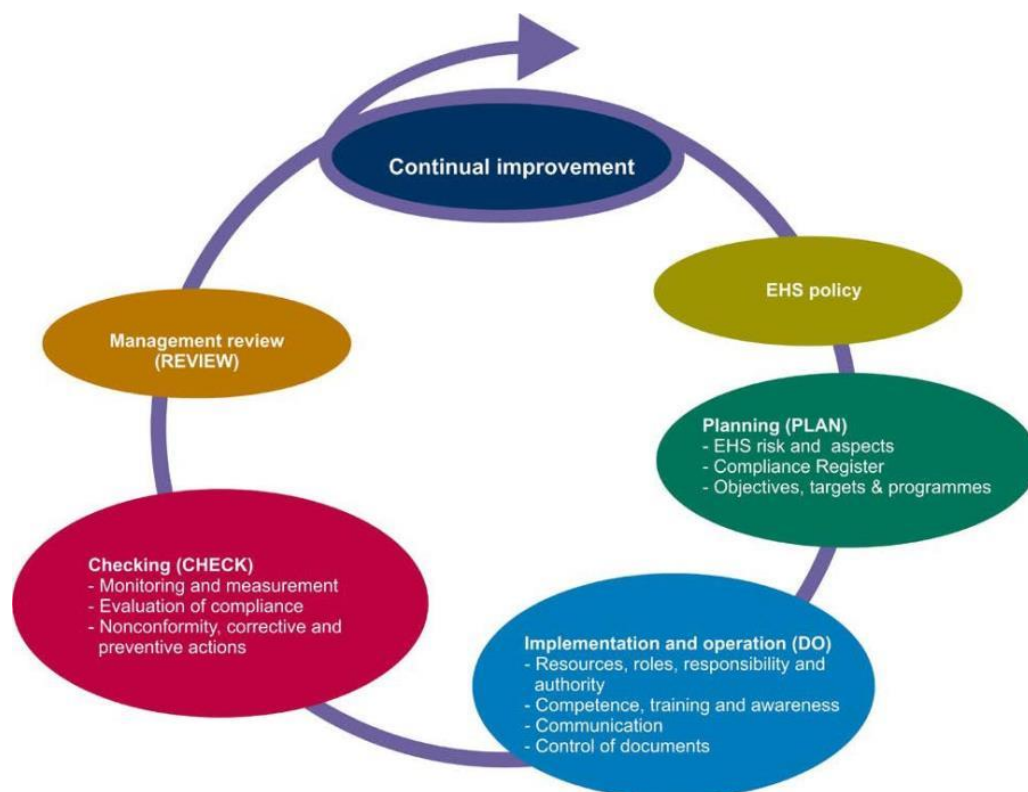 Continual improvement
EHS policy
Planning (PLAN)
- EHS risk and aspects
- Compliance Register
- Objectives, targets & programmes
Implementation and operation (DO)
- Resources, roles, responsibility and
authority
- Competence, training and awareness
- Communication
- Control of documents
Checking (CHECK)
- Monitoring and measurement
- Evaluation of compliance
- Nonconformity, corrective and
preventive actions
Management review
(REVIEW)